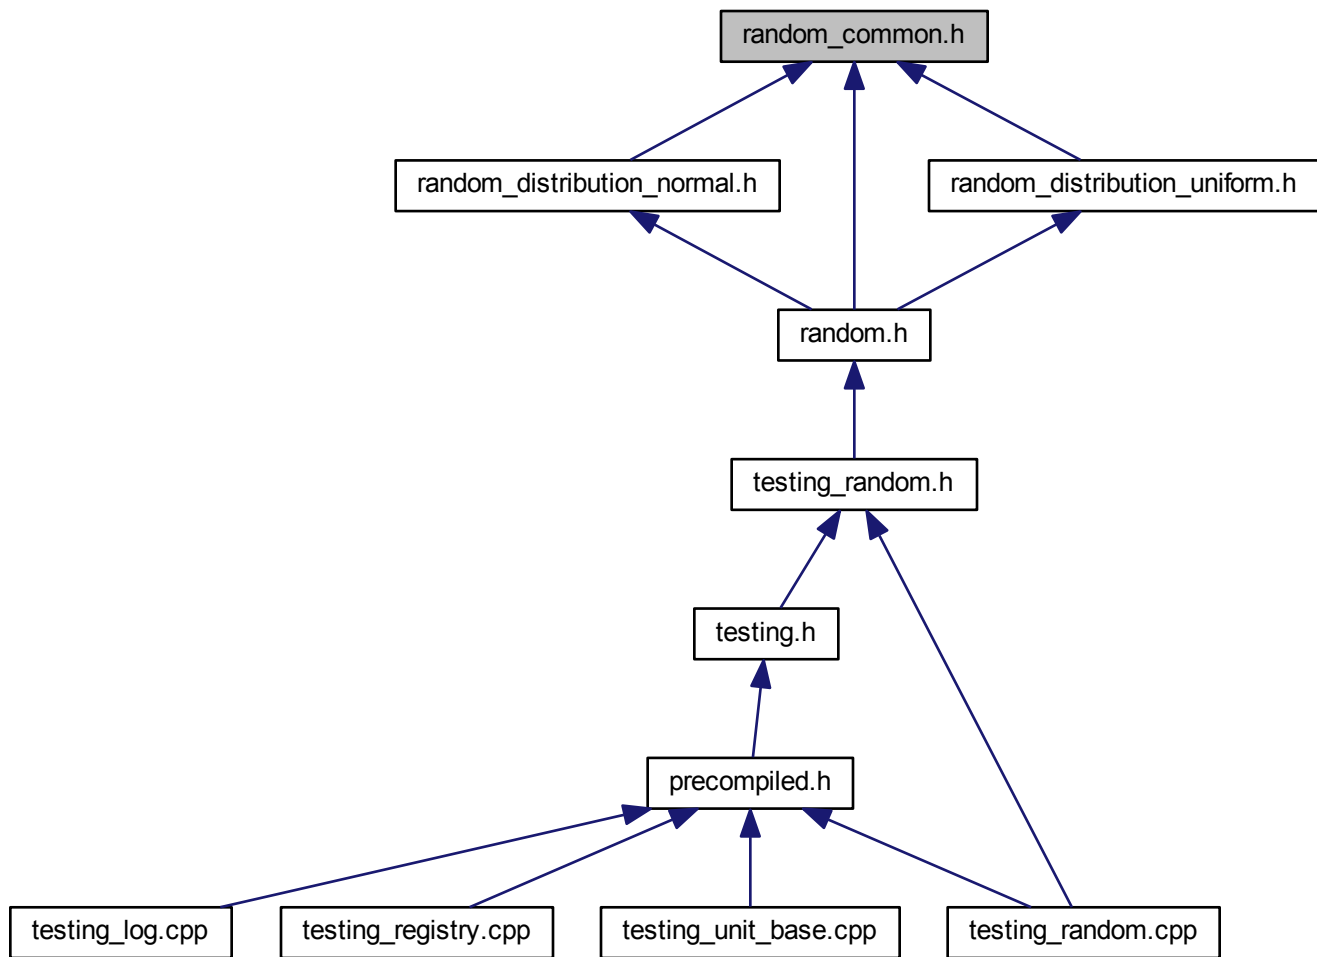 random_common.h
random_distribution_normal.h
random_distribution_uniform.h
random.h
testing_random.h
testing.h
precompiled.h
testing_log.cpp
testing_registry.cpp
testing_unit_base.cpp
testing_random.cpp